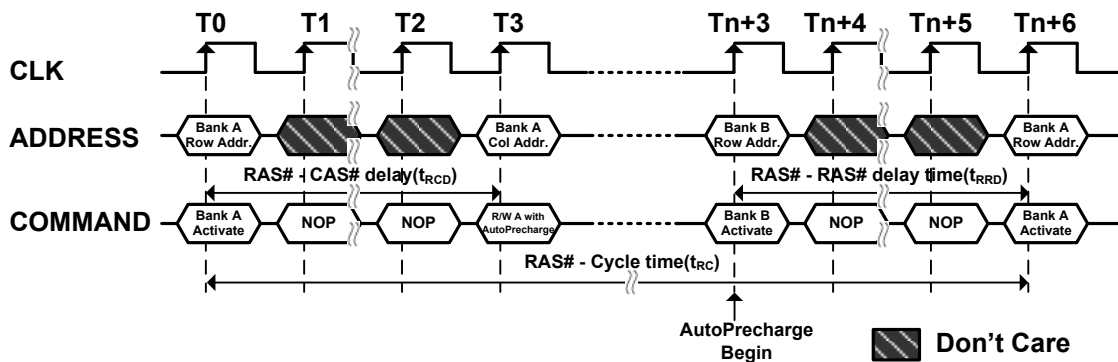 T0 T1 T2 T3 Tn+3 Tn+4 Tn+5 Tn+6
CLK
ADDRESS
Bank A
Row Addr.
Bank A
Col Addr.
Bank B
Row Addr.
Bank A
Row Addr.
RAS# - CAS# delay(tRCD)
RAS# - RAS# delay time(tRRD)
COMMAND
Bank A
Activate
NOP
NOP
R/W A with
AutoPrecharge
Bank B
Activate
NOP
NOP
Bank A
Activate
RAS# - Cycle time(tRC)
AutoPrecharge
Begin
Don't Care